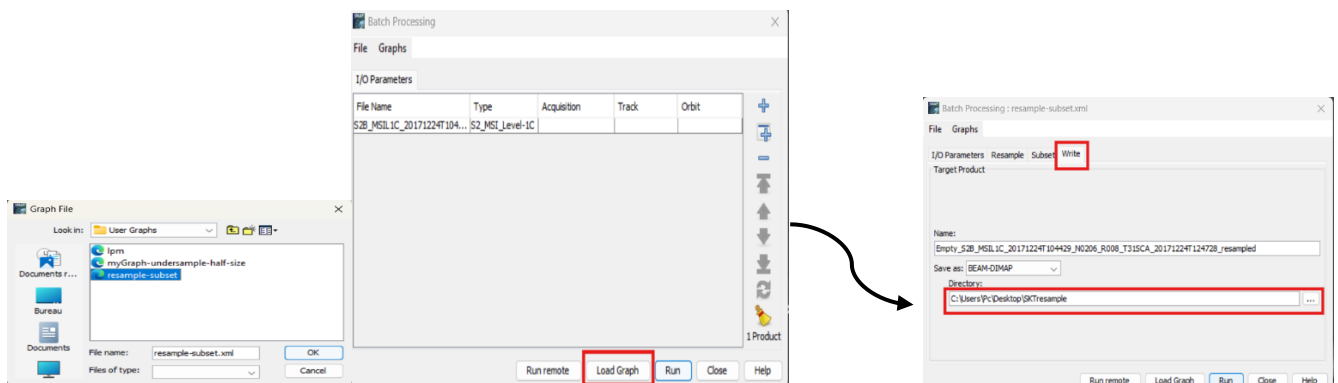 Graph File
Look in:
User Graphs
Documents r...
Bureau
Documents
lpm
myGraph-undersample-half-size
resample-subset
File name:
resample-subset.xml
OK
Files of type:
Cancel
Batch Processing
File Graphs
I/O Parameters
File Name Type Acquisition Track Orbit
S2B_MSIL1C_20171224T104... S2_MSI_Level-1C
1 Product
Run remote Load Graph Run Close Help
Batch Processing : resample-subset.xml
File Graphs
I/O Parameters Resample Subset Write
Target Product
Name:
Empty_S2B_MSIL1C_20171224T104429_N0206_R008_T31SCA_20171224T124728_resampled
Save as: BEAM-DIMAP
Directory:
C:\Users\Pc\Desktop\SKTresample
...
Run remote Load Graph Run Close Help